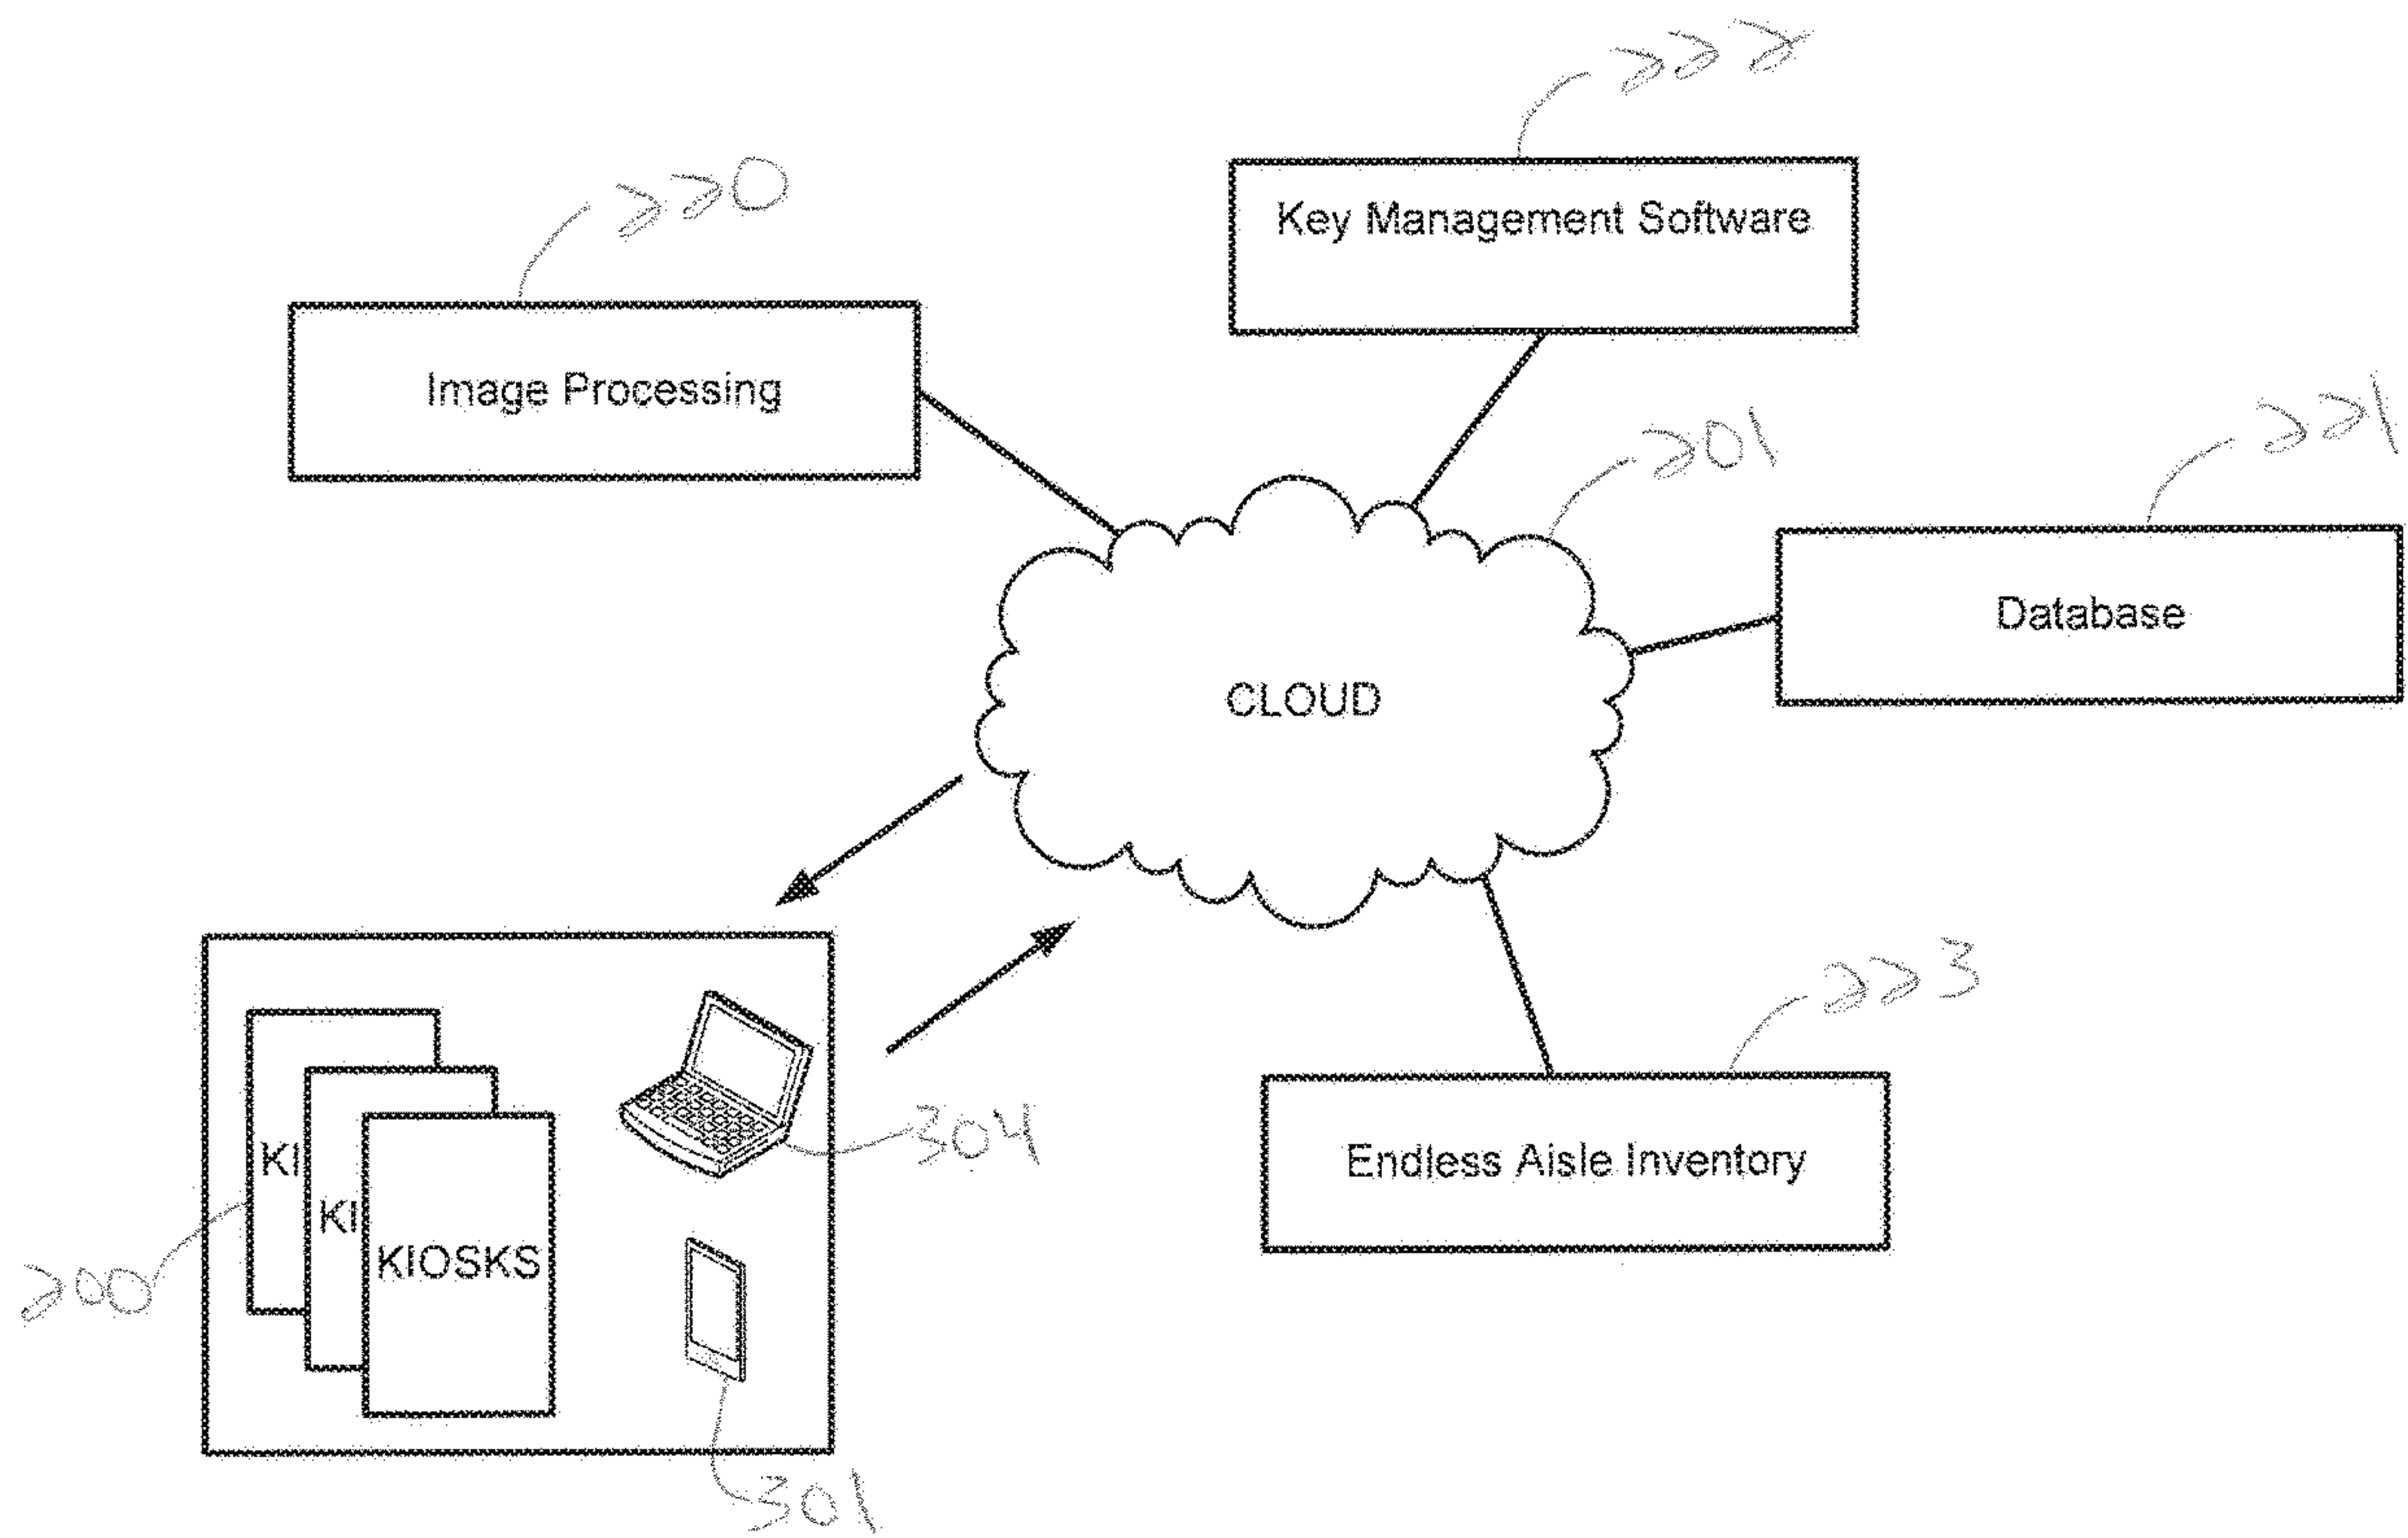 222
Key Management Software
220
Image Processing
201
221
Database
CLOUD
223
Endless Aisle Inventory
304
KI
KI
KIOSKS
200
301